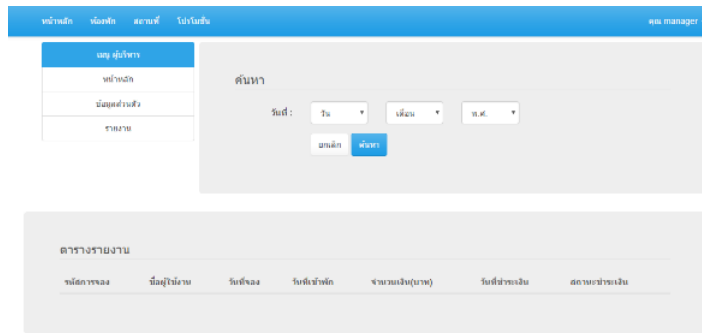 หน้าหลัก ห้องพัก สถานที่ โปรโมชั่น คุณ manager
เมนู ผู้บริหาร
หน้าหลัก
ข้อมูลส่วนตัว
รายงาน
ค้นหา
วันที่ : วัน เดือน พ.ศ.
ยกเลิก ค้นหา
ตารางรายงาน
รหัสการจอง ชื่อผู้ใช้งาน วันที่จอง วันที่เข้าพัก จำนวนเงิน(บาท) วันที่ชำระเงิน สถานะชำระเงิน